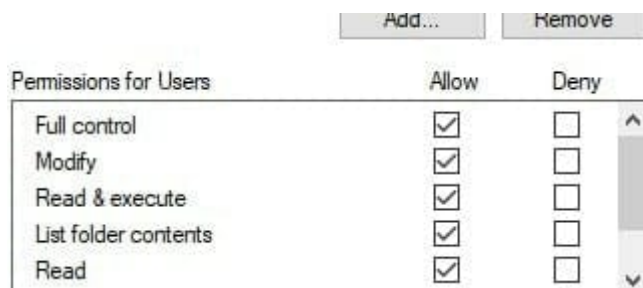 Add... Remove
Permissions for Users Allow Deny
Full control
Modify
Read & execute
List folder contents
Read